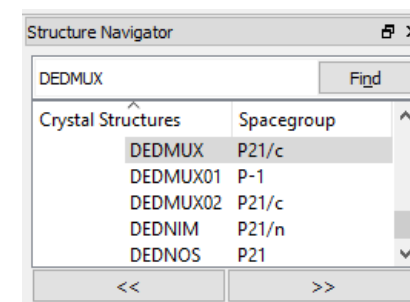 Structure Navigator
DEDMUX Find
Crystal Structures Spacegroup
DEDMUX P21/c
DEDMUX01 P-1
DEDMUX02 P21/c
DEDNIM P21/n
DEDNOS P21
<< >>